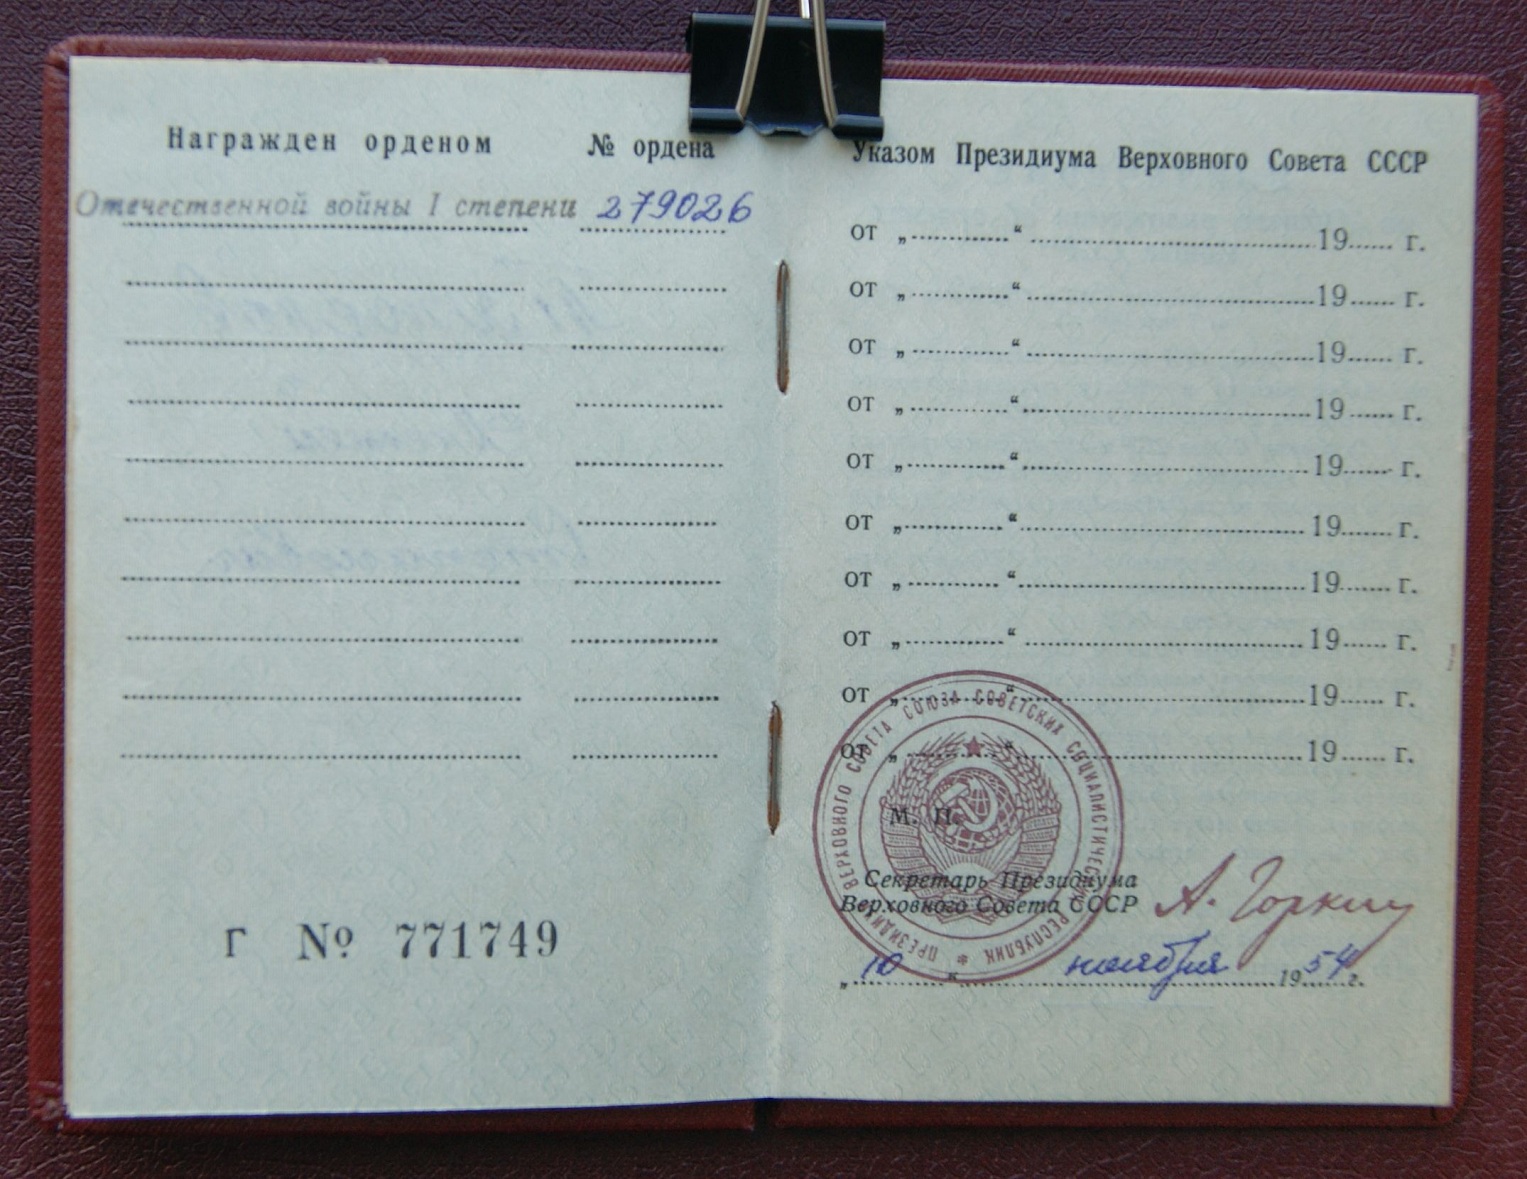 Награжден орденом № ордена
Отечественной войны I степени 279026
Г № 771749
Указом Президиума Верховного Совета СССР
от „ “ 19 г.
от „ “ 19 г.
от „ “ 19 г.
от „ “ 19 г.
от „ “ 19 г.
от „ “ 19 г.
от „ “ 19 г.
от „ “ 19 г.
от „ “ 19 г.
от „ “ 19 г.
ПРЕЗИДИУМ ВЕРХОВНОГО СОВЕТА СОЮЗА СОВЕТСКИХ СОЦИАЛИСТИЧЕСКИХ РЕСПУБЛИК *
М. П.
Секретарь Президиума
Верховного Совета СССР А. Горкин
„ 10 “ ноября 1954 г.